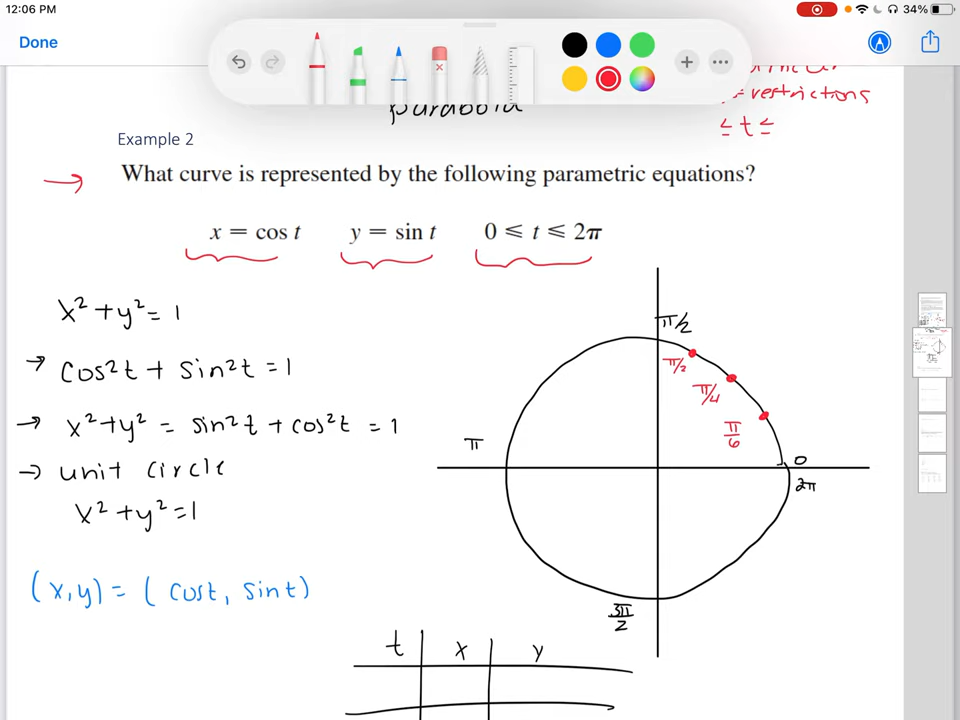 12:06 PM
34%
Done
parabola
restrictions
≤ t ≤
Example 2
What curve is represented by the following parametric equations?
x = cos t y = sin t 0 ⩽ t ⩽ 2π
x² + y² = 1
→ cos²t + sin²t = 1
→ x² + y² = sin²t + cos²t = 1
→ unit circle
x² + y² = 1
(x,y) = ( cost, sint)
π/2
π/2
π/4
π/6
π
0
2π
3π/2
t x y